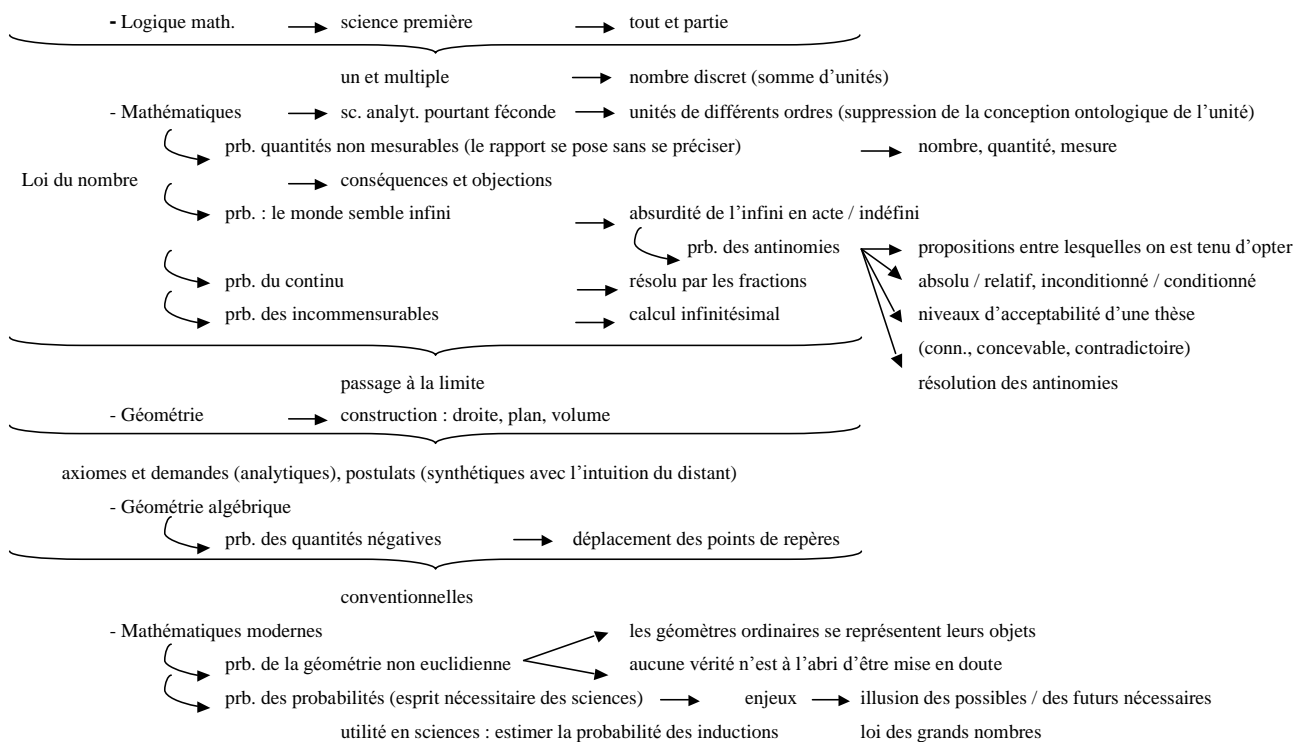 - Logique math. science première tout et partie
un et multiple nombre discret (somme d’unités)
- Mathématiques sc. analyt. pourtant féconde unités de différents ordres (suppression de la conception ontologique de l’unité)
prb. quantités non mesurables (le rapport se pose sans se préciser) nombre, quantité, mesure
Loi du nombre conséquences et objections
prb. : le monde semble infini absurdité de l’infini en acte / indéfini
prb. des antinomies propositions entre lesquelles on est tenu d’opter
prb. du continu résolu par les fractions absolu / relatif, inconditionné / conditionné
prb. des incommensurables calcul infinitésimal niveaux d’acceptabilité d’une thèse
(conn., concevable, contradictoire)
passage à la limite résolution des antinomies
- Géométrie construction : droite, plan, volume
axiomes et demandes (analytiques), postulats (synthétiques avec l’intuition du distant)
- Géométrie algébrique
prb. des quantités négatives déplacement des points de repères
conventionnelles
- Mathématiques modernes les géomètres ordinaires se représentent leurs objets
prb. de la géométrie non euclidienne aucune vérité n’est à l’abri d’être mise en doute
prb. des probabilités (esprit nécessitaire des sciences) enjeux illusion des possibles / des futurs nécessaires
utilité en sciences : estimer la probabilité des inductions loi des grands nombres